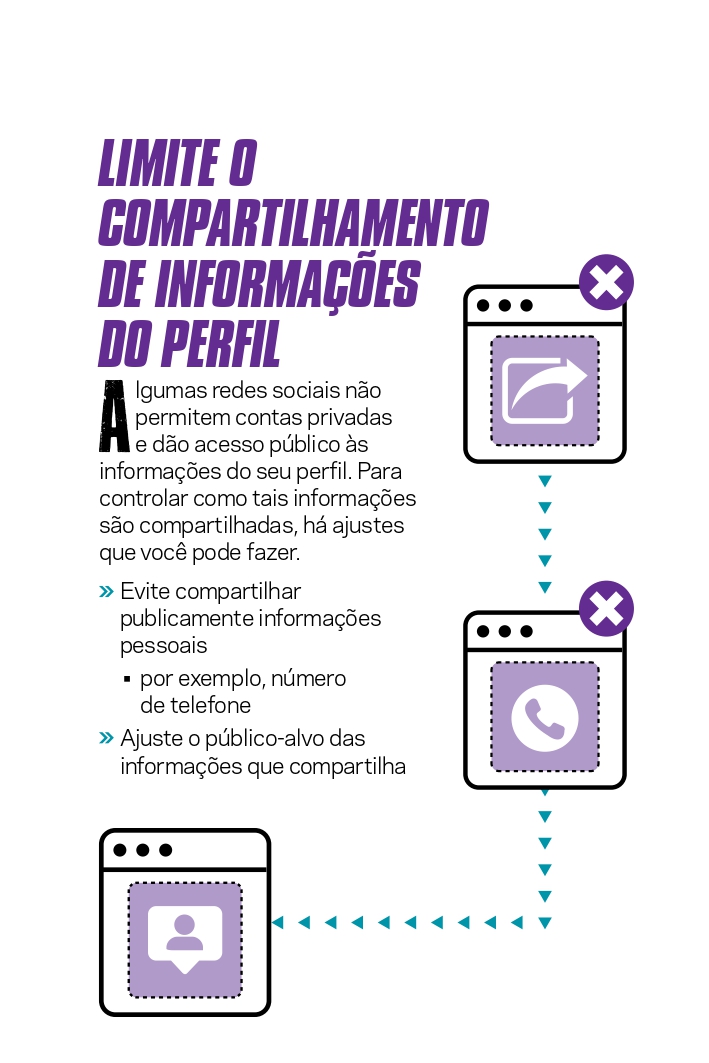 LIMITE O
COMPARTILHAMENTO
DE INFORMAÇÕES
DO PERFIL
Algumas redes sociais não
permitem contas privadas
e dão acesso público às
informações do seu perfil. Para
controlar como tais informações
são compartilhadas, há ajustes
que você pode fazer.
» Evite compartilhar
publicamente informações
pessoais
▪ por exemplo, número
de telefone
» Ajuste o público-alvo das
informações que compartilha